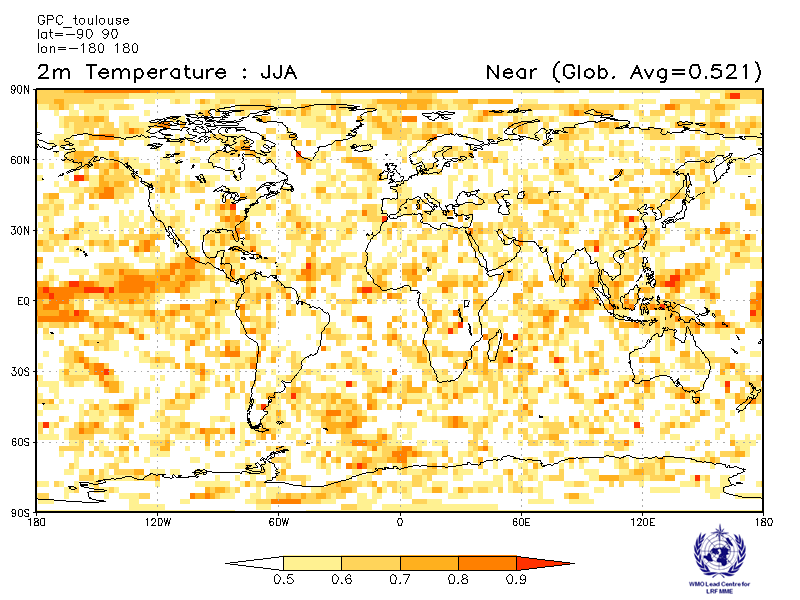 GPC_toulouse
lat=-90 90
lon=-180 180
2m Temperature : JJA Near (Glob. Avg=0.521)
90N
60N
30N
EQ
30S
60S
90S
180 120W 60W 0 60E 120E 180
0.5 0.6 0.7 0.8 0.9
WMO Lead Centre for
LRF MME